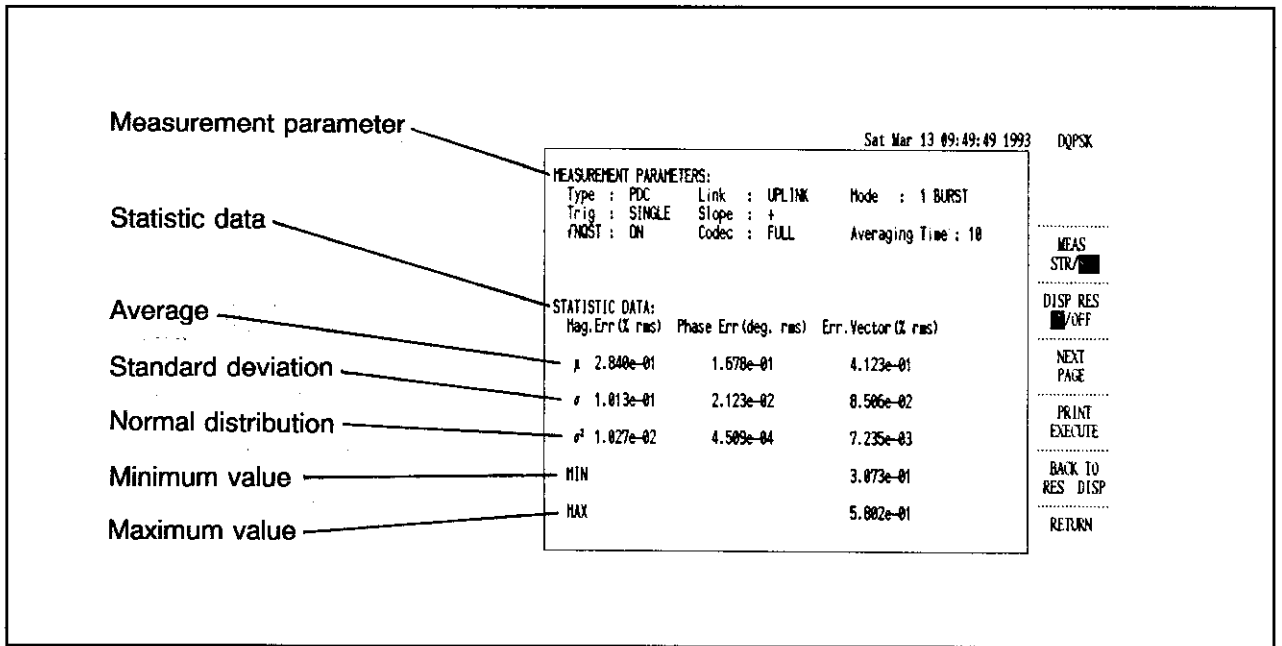 Measurement parameter
Statistic data
Average
Standard deviation
Normal distribution
Minimum value
Maximum value
Sat Mar 13 09:49:49 1993 DQPSK
MEASUREMENT PARAMETERS:
Type : PDC Link : UPLINK Mode : 1 BURST
Trig : SINGLE Slope : +
rNQST : ON Codec : FULL Averaging Time : 10
STATISTIC DATA:
Mag.Err(% rms) Phase Err(deg. rms) Err.Vector(% rms)
μ 2.840e-01 1.678e-01 4.123e-01
σ 1.013e-01 2.123e-02 8.506e-02
σ² 1.027e-02 4.509e-04 7.235e-03
MIN 3.073e-01
MAX 5.802e-01
MEAS
STR/
DISP RES
/OFF
NEXT
PAGE
PRINT
EXECUTE
BACK TO
RES DISP
RETURN